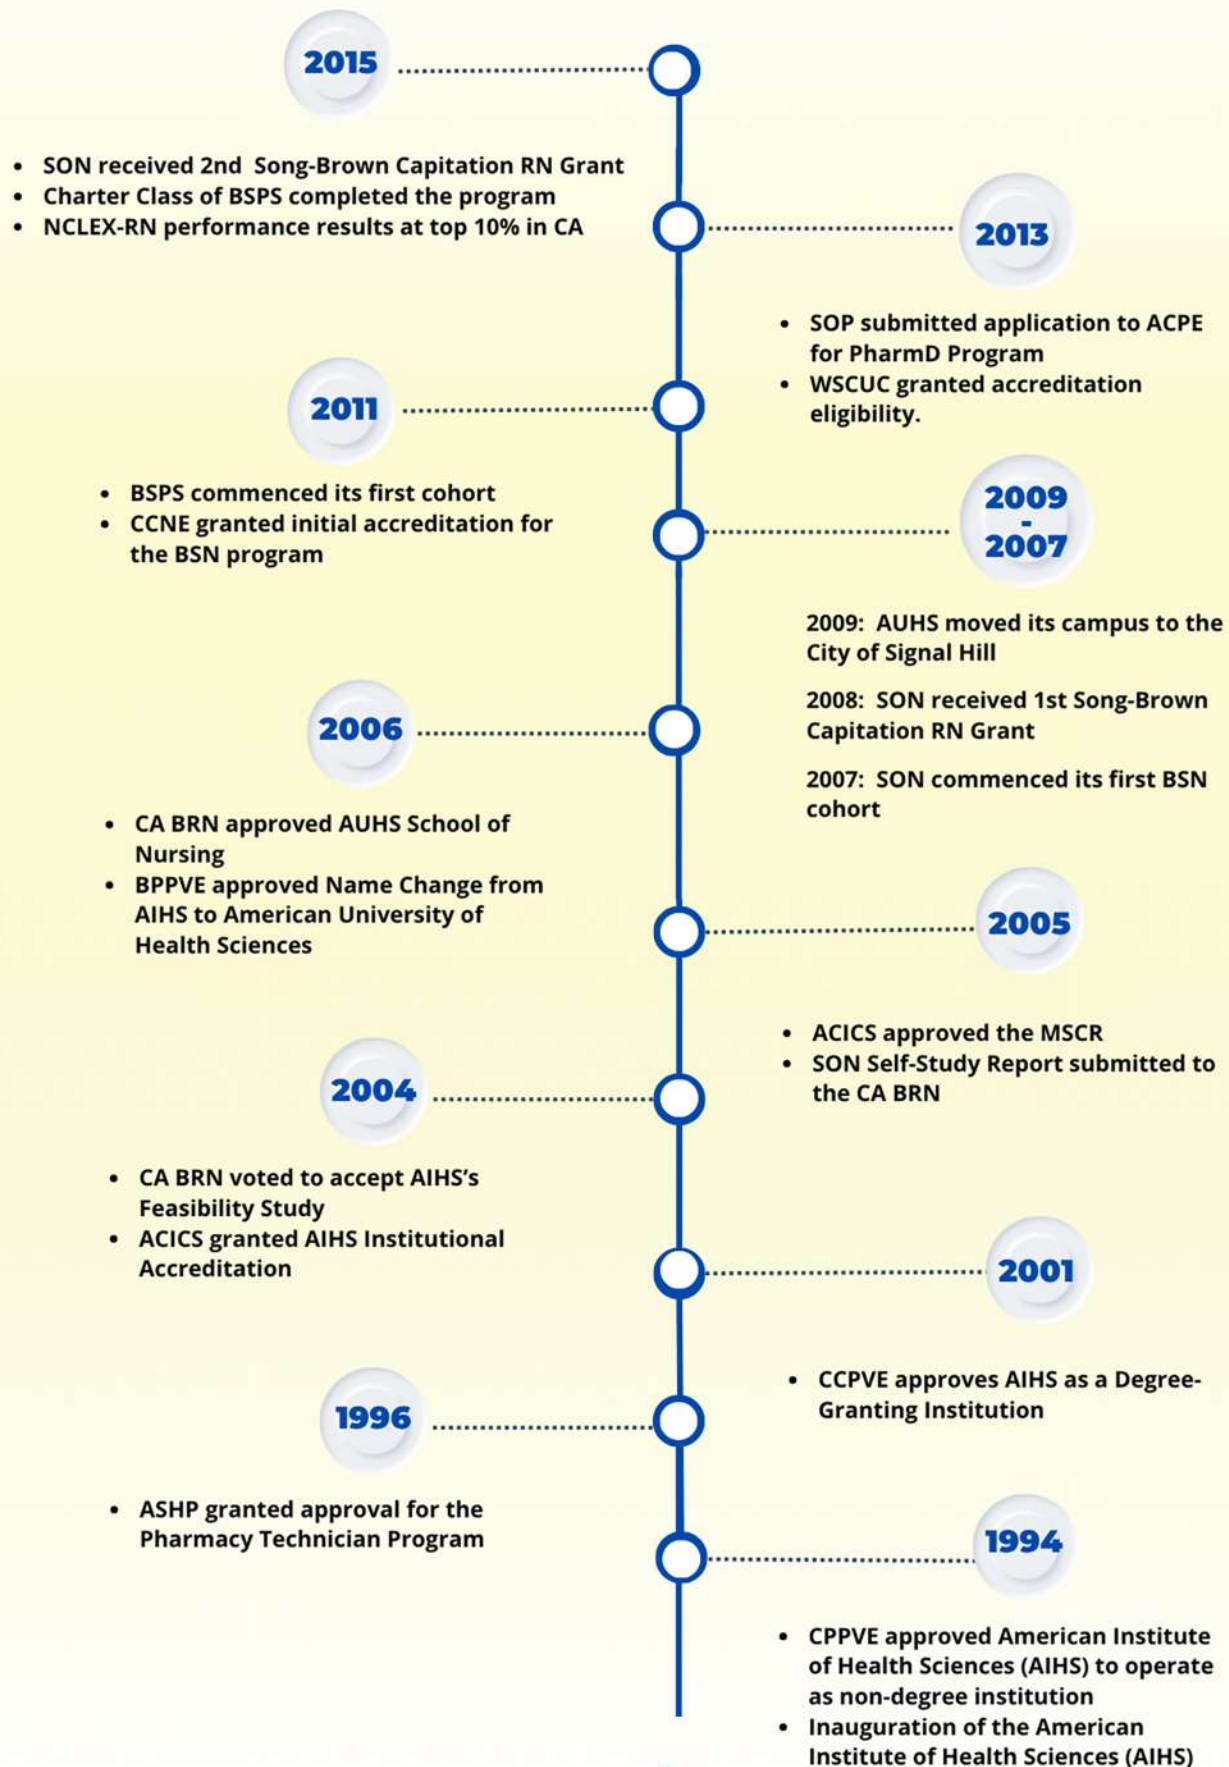 2015
• SON received 2nd Song-Brown Capitation RN Grant
• Charter Class of BSPS completed the program
• NCLEX-RN performance results at top 10% in CA
2013
• SOP submitted application to ACPE
for PharmD Program
• WSCUC granted accreditation
eligibility.
2011
• BSPS commenced its first cohort
• CCNE granted initial accreditation for
the BSN program
2009
-
2007
2009: AUHS moved its campus to the
City of Signal Hill
2008: SON received 1st Song-Brown
Capitation RN Grant
2007: SON commenced its first BSN
cohort
2006
• CA BRN approved AUHS School of
Nursing
• BPPVE approved Name Change from
AIHS to American University of
Health Sciences
2005
• ACICS approved the MSCR
• SON Self-Study Report submitted to
the CA BRN
2004
• CA BRN voted to accept AIHS’s
Feasibility Study
• ACICS granted AIHS Institutional
Accreditation
2001
• CCPVE approves AIHS as a Degree-
Granting Institution
1996
• ASHP granted approval for the
Pharmacy Technician Program
1994
• CPPVE approved American Institute
of Health Sciences (AIHS) to operate
as non-degree institution
• Inauguration of the American
Institute of Health Sciences (AIHS)